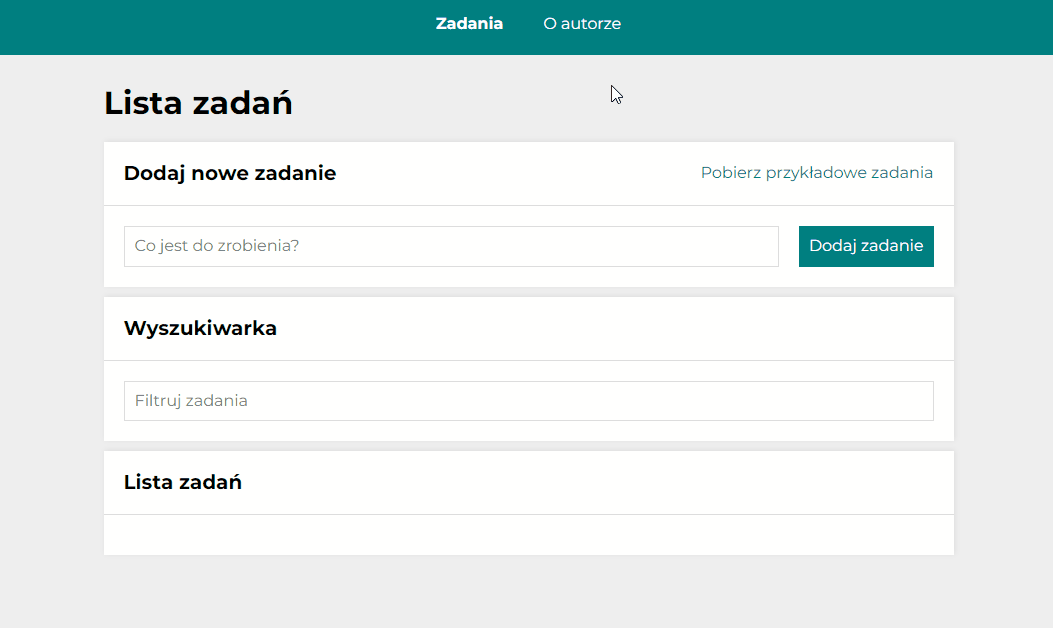 Zadania O autorze
Lista zadań
Dodaj nowe zadanie Pobierz przykładowe zadania
Co jest do zrobienia? Dodaj zadanie
Wyszukiwarka
Filtruj zadania
Lista zadań